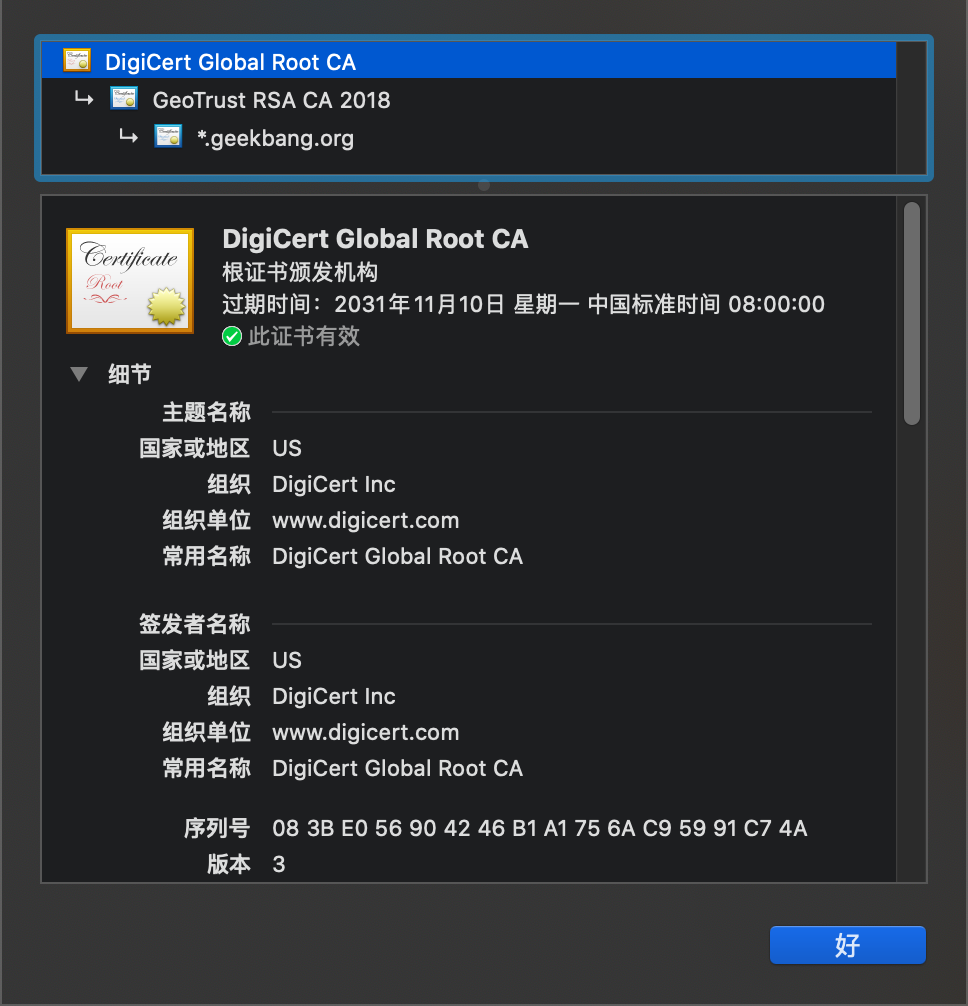 DigiCert Global Root CA
GeoTrust RSA CA 2018
*.geekbang.org
Certificate
Root
DigiCert Global Root CA
根证书颁发机构
过期时间：2031年11月10日 星期一 中国标准时间 08:00:00
此证书有效
细节
主题名称
国家或地区 US
组织 DigiCert Inc
组织单位 www.digicert.com
常用名称 DigiCert Global Root CA
签发者名称
国家或地区 US
组织 DigiCert Inc
组织单位 www.digicert.com
常用名称 DigiCert Global Root CA
序列号 08 3B E0 56 90 42 46 B1 A1 75 6A C9 59 91 C7 4A
版本 3
好